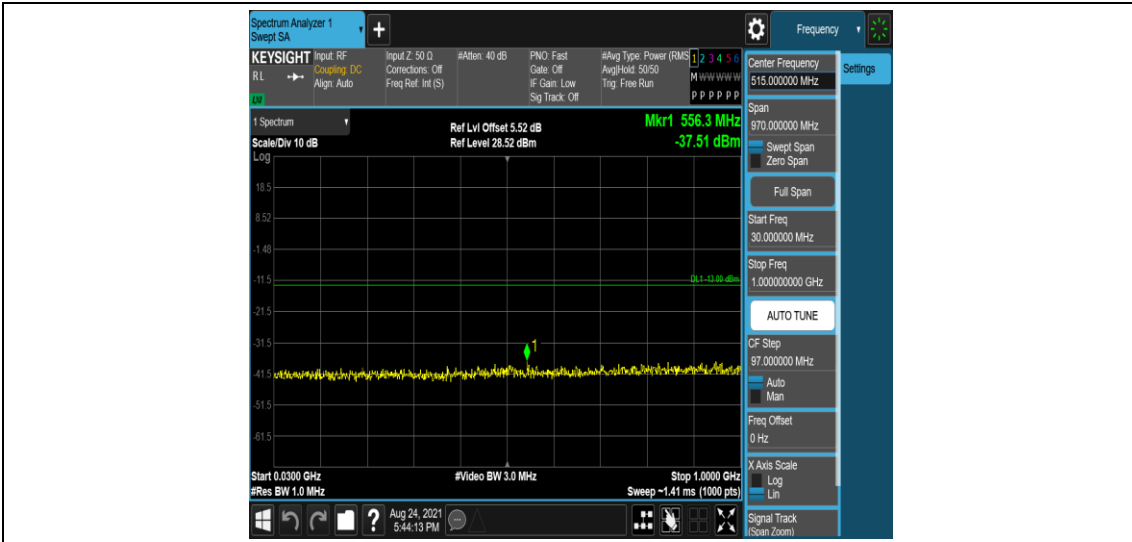 Spectrum Analyzer 1
Swept SA
Frequency
KEYSIGHT
RL
Input: RF
Coupling: DC
Align: Auto
Input Z: 50 Ω
Corrections: Off
Freq Ref: Int (S)
#Atten: 40 dB
PNO: Fast
Gate: Off
IF Gain: Low
Sig Track: Off
#Avg Type: Power (RMS
Avg|Hold: 50/50
Trig: Free Run
1 2 3 4 5 6
M W W W W W
P P P P P P
1 Spectrum
Scale/Div 10 dB
Ref Lvl Offset 5.52 dB
Ref Level 28.52 dBm
Mkr1 556.3 MHz
-37.51 dBm
Log
18.5
8.52
-1.48
-11.5
DL1 -13.00 dBm
-21.5
-31.5
1
-41.5
-51.5
-61.5
Start 0.0300 GHz
#Res BW 1.0 MHz
#Video BW 3.0 MHz
Stop 1.0000 GHz
Sweep ~1.41 ms (1000 pts)
?
Aug 24, 2021
5:44:13 PM
Center Frequency
515.000000 MHz
Settings
Span
970.000000 MHz
Swept Span
Zero Span
Full Span
Start Freq
30.000000 MHz
Stop Freq
1.000000000 GHz
AUTO TUNE
CF Step
97.000000 MHz
Auto
Man
Freq Offset
0 Hz
X Axis Scale
Log
Lin
Signal Track
(Span Zoom)